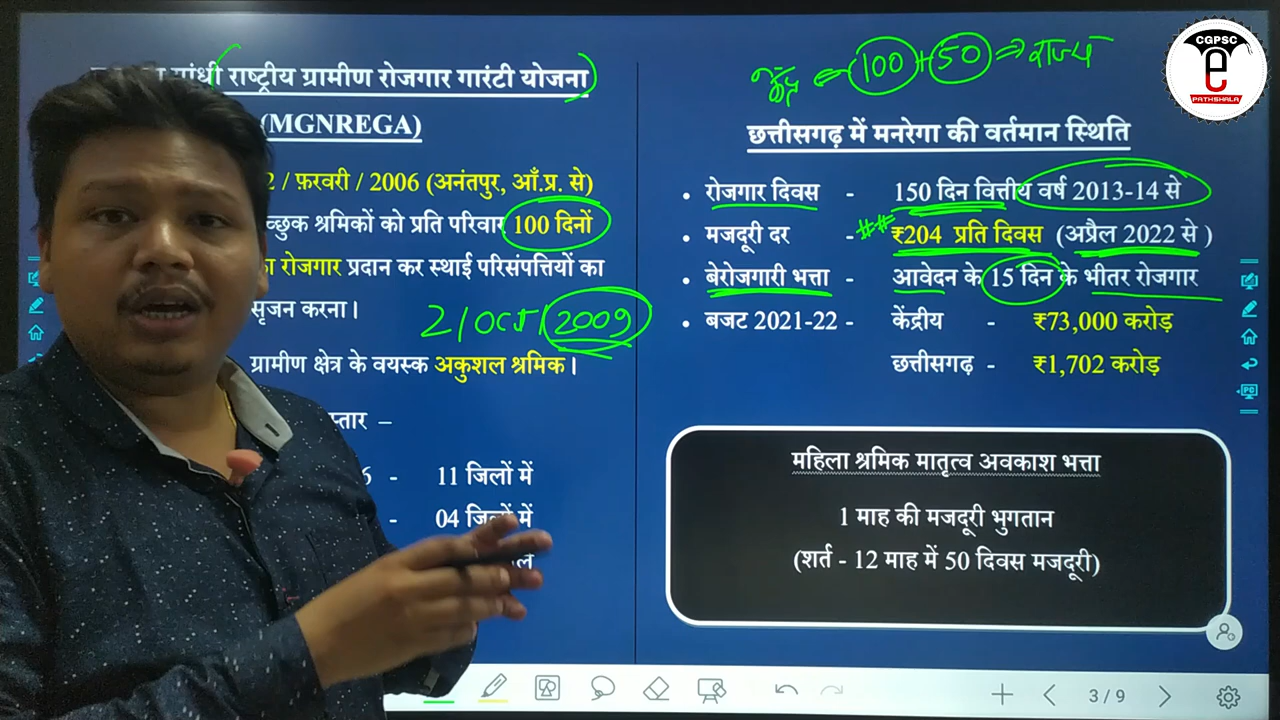 गांधी राष्ट्रीय ग्रामीण रोजगार गारंटी योजना
(MGNREGA)
2 / फ़रवरी / 2006 (अनंतपुर, आँ.प्र. से)
च्छुक श्रमिकों को प्रति परिवार 100 दिनों
का रोजगार प्रदान कर स्थाई परिसंपत्तियों का
सृजन करना।
2/OCT/2009
ग्रामीण क्षेत्र के वयस्क अकुशल श्रमिक।
स्तार –
6 - 11 जिलों में
- 04 जिलों में
केंद्र ⇐ 100 + 50 ⇒ राज्य
छत्तीसगढ़ में मनरेगा की वर्तमान स्थिति
• रोजगार दिवस - 150 दिन वित्तीय वर्ष 2013-14 से
• मजदूरी दर - ₹204 प्रति दिवस (अप्रैल 2022 से )
• बेरोजगारी भत्ता - आवेदन के 15 दिन के भीतर रोजगार
• बजट 2021-22 - केंद्रीय - ₹73,000 करोड़
छत्तीसगढ़ - ₹1,702 करोड़
महिला श्रमिक मातृत्व अवकाश भत्ता
1 माह की मजदूरी भुगतान
(शर्त - 12 माह में 50 दिवस मजदूरी)
CGPSC
e
PATHSHALA
PC
3 / 9